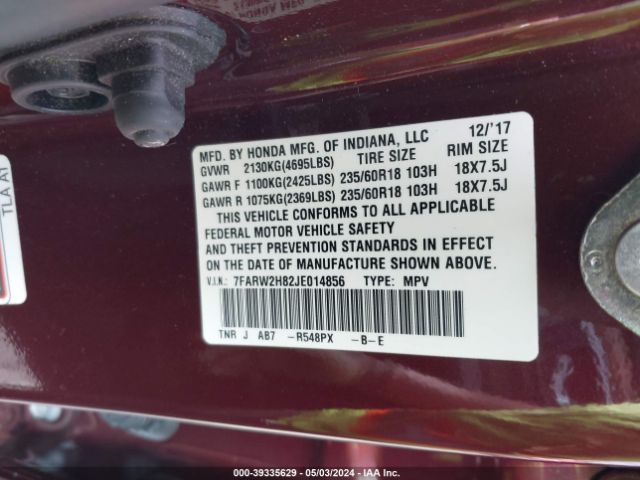 MFD. BY HONDA MFG. OF INDIANA, LLC 12/'17
GVWR 2130KG(4695LBS) TIRE SIZE RIM SIZE
GAWR F 1100KG(2425LBS) 235/60R18 103H 18X7.5J
GAWR R 1075KG(2369LBS) 235/60R18 103H 18X7.5J
THIS VEHICLE CONFORMS TO ALL APPLICABLE
FEDERAL MOTOR VEHICLE SAFETY
AND THEFT PREVENTION STANDARDS IN EFFECT
ON THE DATE OF MANUFACTURE SHOWN ABOVE.
V.I.N.: 7FARW2H82JE014856 TYPE: MPV
TNR J AB7 -R548PX -B-E
TLA A1
000-39335629 - 05/03/2024 - IAA Inc.